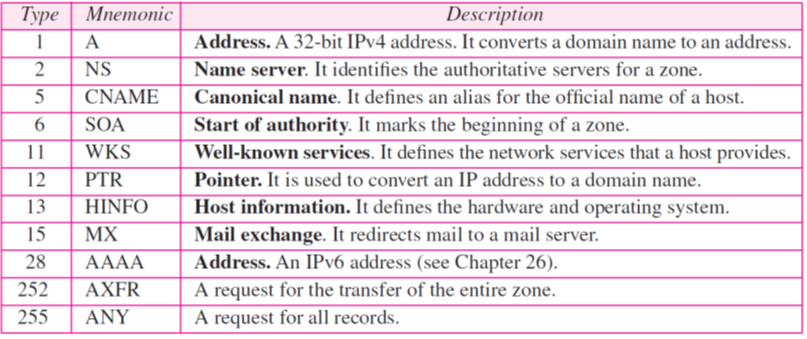 Type Mnemonic Description
1 A Address. A 32-bit IPv4 address. It converts a domain name to an address.
2 NS Name server. It identifies the authoritative servers for a zone.
5 CNAME Canonical name. It defines an alias for the official name of a host.
6 SOA Start of authority. It marks the beginning of a zone.
11 WKS Well-known services. It defines the network services that a host provides.
12 PTR Pointer. It is used to convert an IP address to a domain name.
13 HINFO Host information. It defines the hardware and operating system.
15 MX Mail exchange. It redirects mail to a mail server.
28 AAAA Address. An IPv6 address (see Chapter 26).
252 AXFR A request for the transfer of the entire zone.
255 ANY A request for all records.